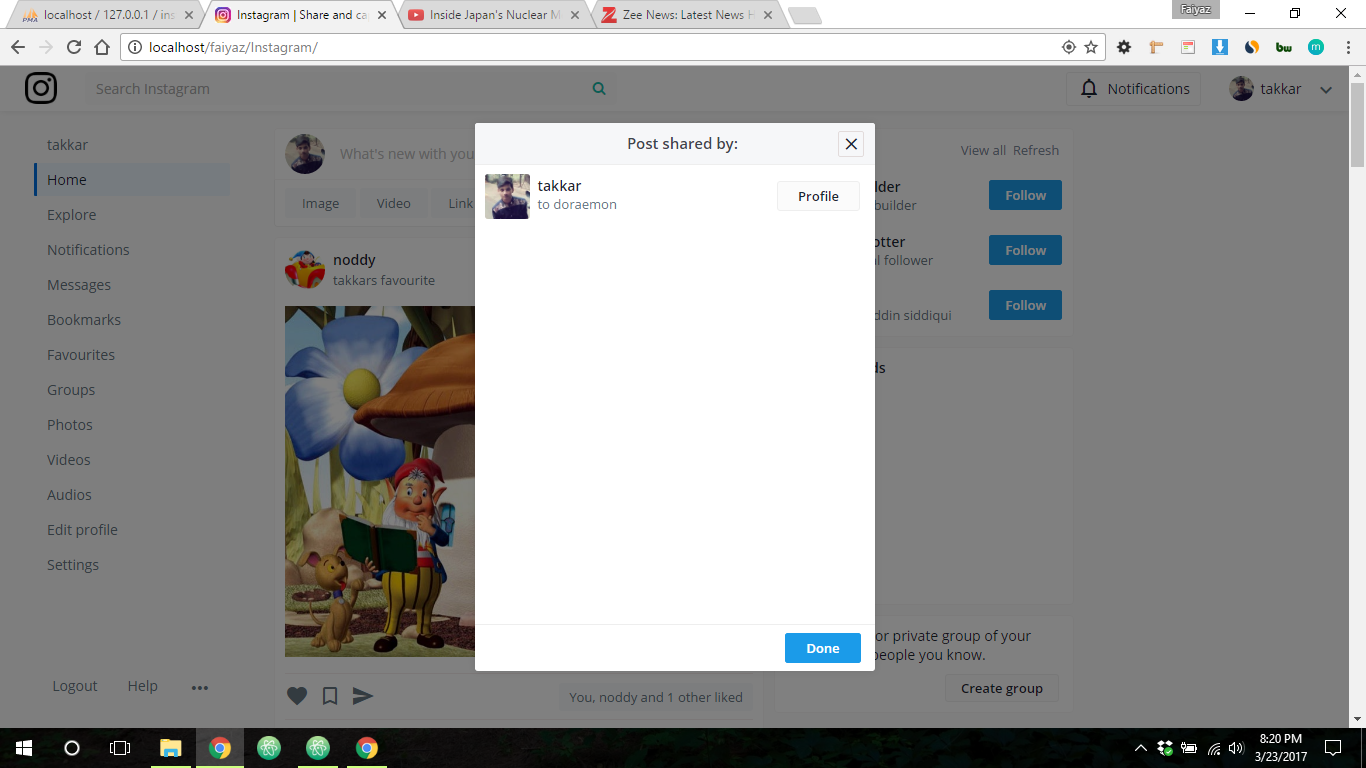 localhost / 127.0.0.1 / ins
Instagram | Share and ca
Inside Japan's Nuclear M
Zee News: Latest News H
Faiyaz
localhost/faiyaz/Instagram/
Search Instagram
Notifications
takkar
takkar
Home
Explore
Notifications
Messages
Bookmarks
Favourites
Groups
Photos
Videos
Audios
Edit profile
Settings
Logout
Help
What's new with you
Image
Video
Link
noddy
takkars favourite
You, noddy and 1 other liked
Post shared by:
takkar
to doraemon
Profile
Done
View all Refresh
lder
builder
Follow
otter
al follower
Follow
ddin siddiqui
Follow
ds
or private group of your
people you know.
Create group
8:20 PM
3/23/2017